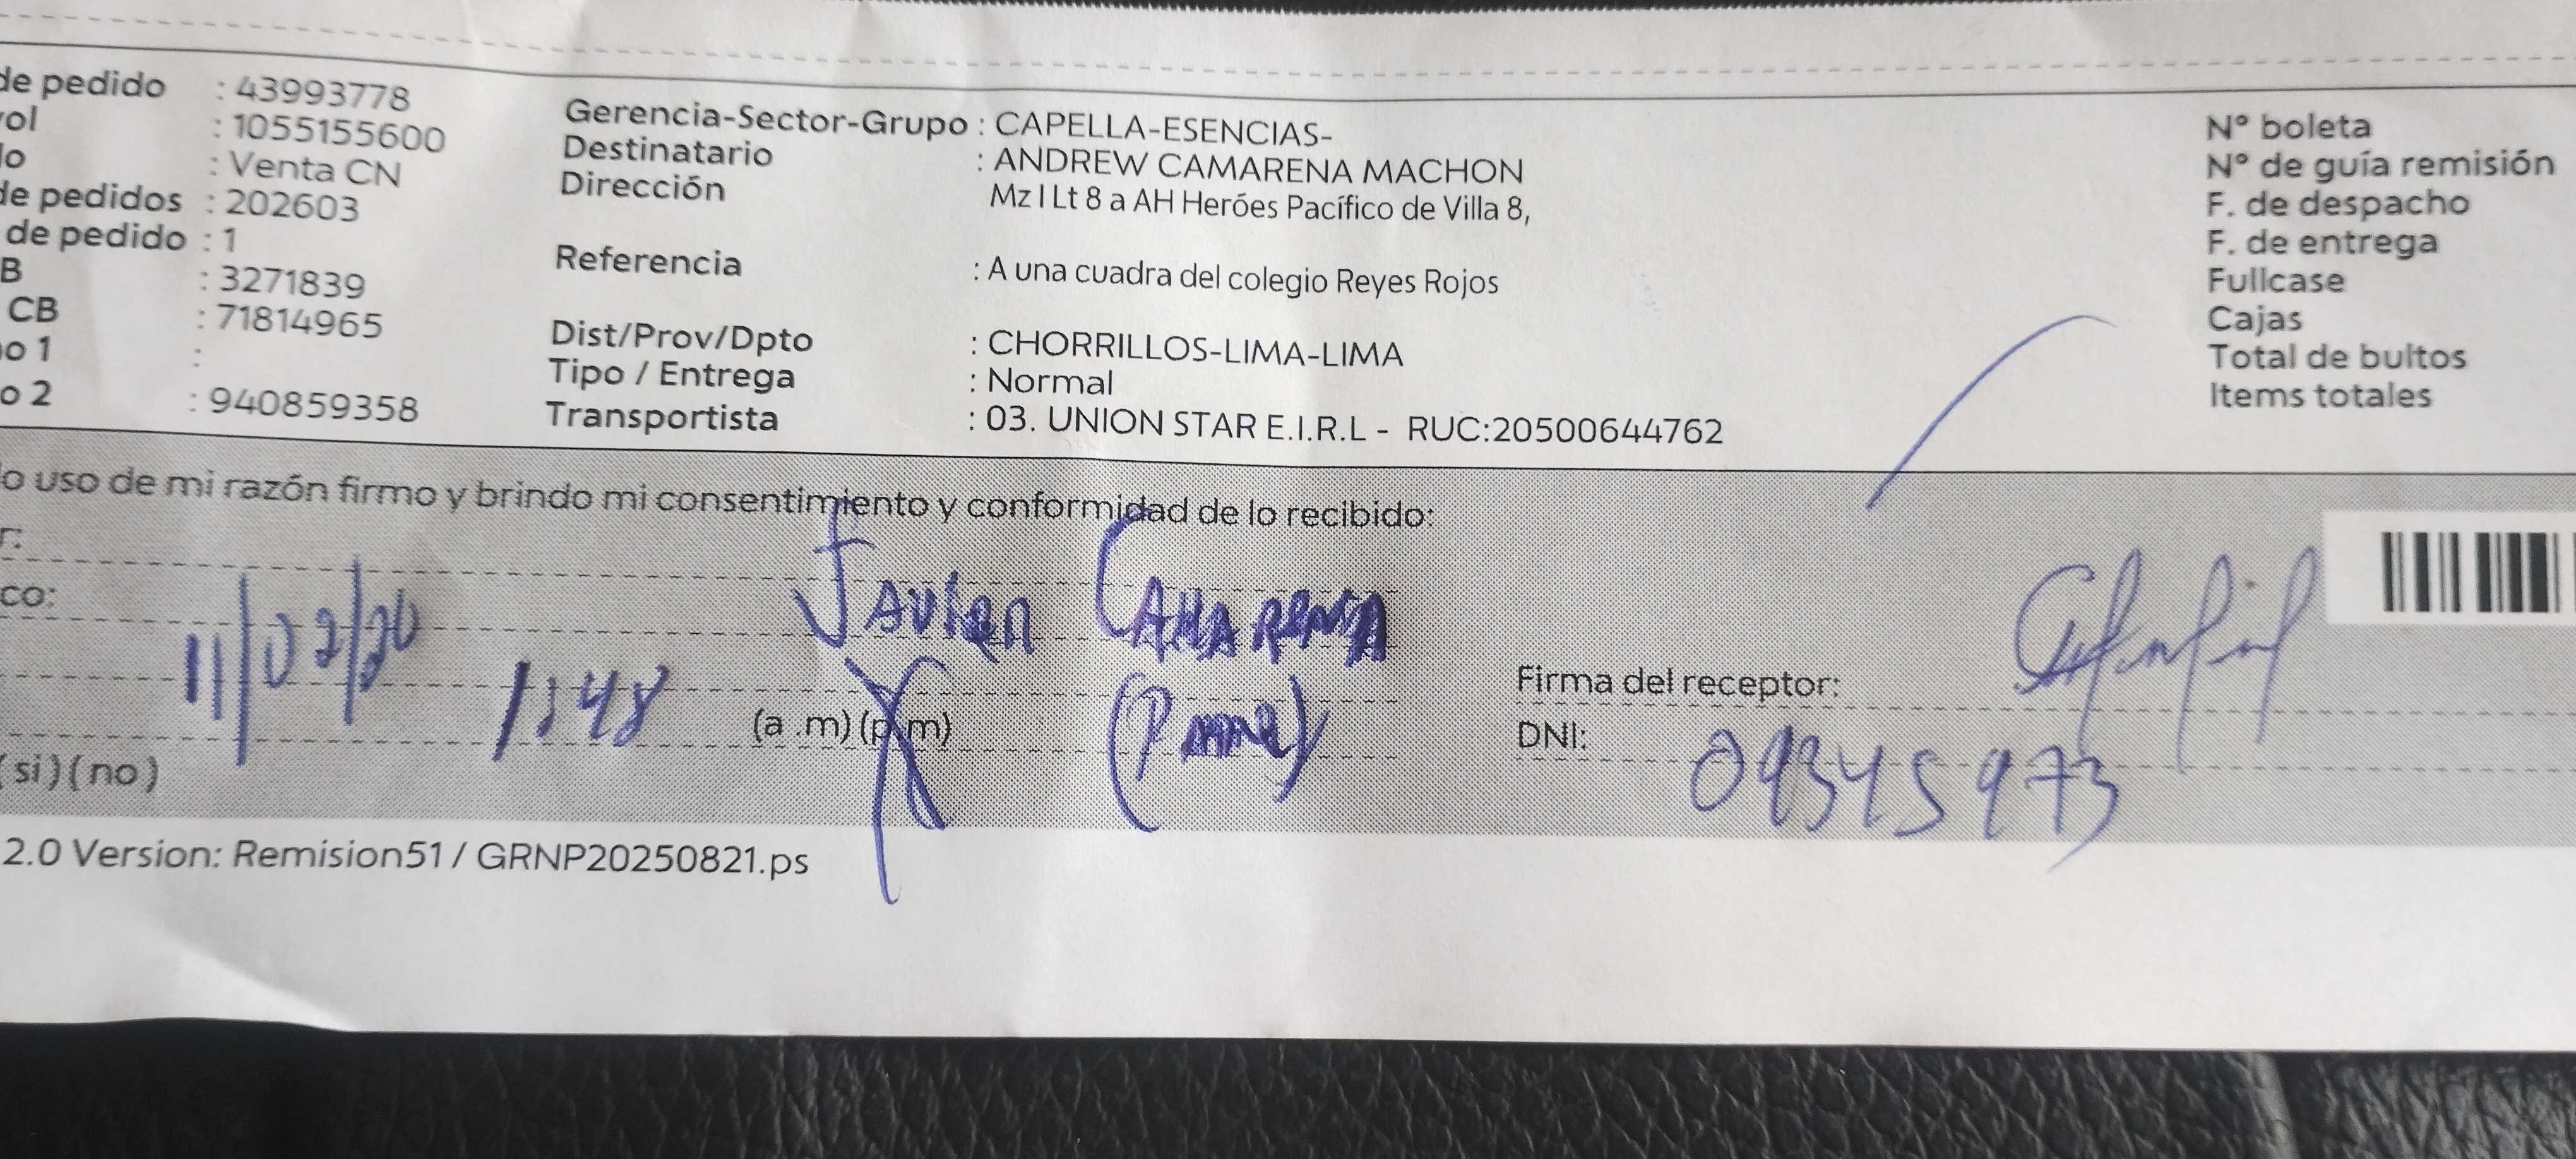 de pedido : 43993778
ol : 1055155600
lo : Venta CN
de pedidos : 202603
de pedido : 1
B : 3271839
CB : 71814965
o 1 :
o 2 : 940859358
Gerencia-Sector-Grupo : CAPELLA-ESENCIAS-
Destinatario : ANDREW CAMARENA MACHON
Dirección Mz I Lt 8 a AH Heróes Pacífico de Villa 8,
Referencia : A una cuadra del colegio Reyes Rojos
Dist/Prov/Dpto : CHORRILLOS-LIMA-LIMA
Tipo / Entrega : Normal
Transportista : 03. UNION STAR E.I.R.L - RUC:20500644762
N° boleta
N° de guía remisión
F. de despacho
F. de entrega
Fullcase
Cajas
Total de bultos
Items totales
o uso de mi razón firmo y brindo mi consentimiento y conformidad de lo recibido:
r:
co:
JAVIER CAMARENA
11/02/26
1:48 (a .m) (p.m)
Firma del receptor:
DNI: 09345973
(si) (no)
2.0 Version: Remision51 / GRNP20250821.ps